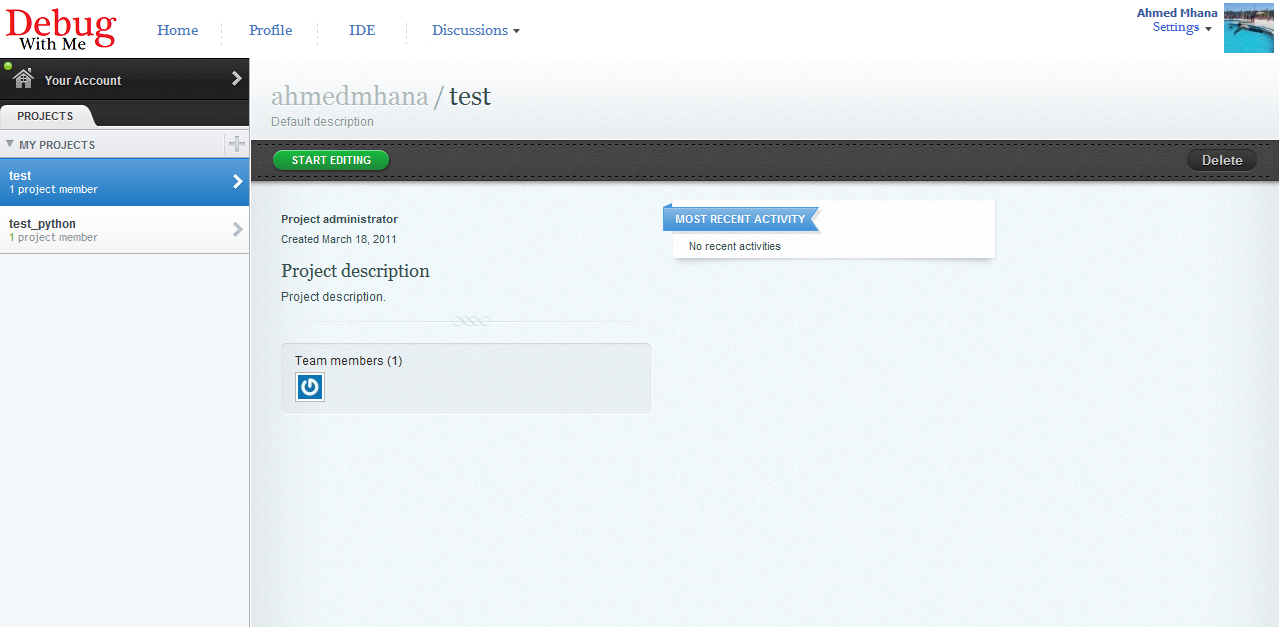 Debug
With Me
Home
Profile
IDE
Discussions
Ahmed Mhana
Settings
Your Account
PROJECTS
MY PROJECTS
test
1 project member
test_python
1 project member
ahmedmhana / test
Default description
START EDITING
Delete
Project administrator
Created March 18, 2011
Project description
Project description.
Team members (1)
MOST RECENT ACTIVITY
No recent activities